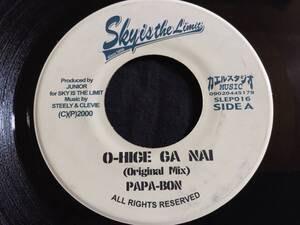 Sky is the Limit
Produced by
JUNIOR
for SKY IS THE LIMIT
Music by
STEELY & CLEVIE
(C)(P)2000
カエルスタジオ
MUSIC
09020445179
SLEP016
SIDE A
O-HIGE GA NAI
(Original Mix)
PAPA-BON
ALL RIGHTS RESERVED